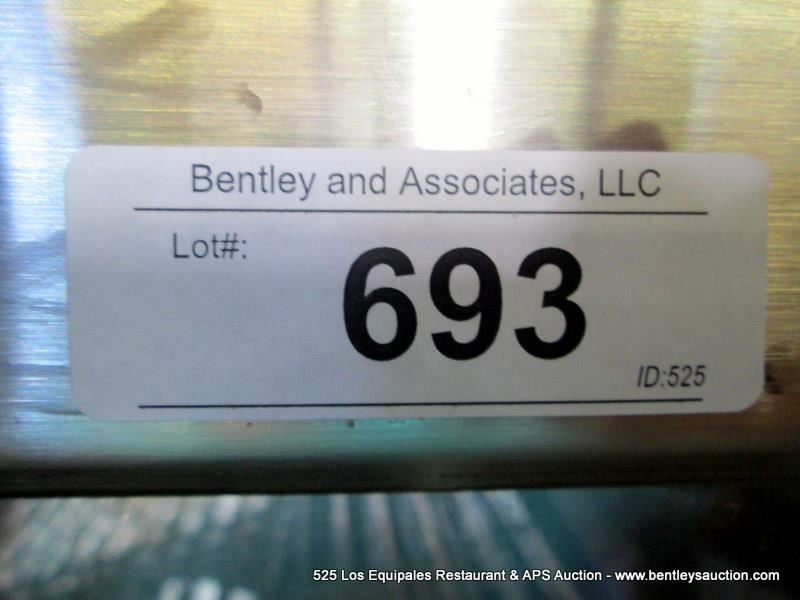 Bentley and Associates, LLC
Lot#:
693
ID:525
525 Los Equipales Restaurant & APS Auction - www.bentleysauction.com